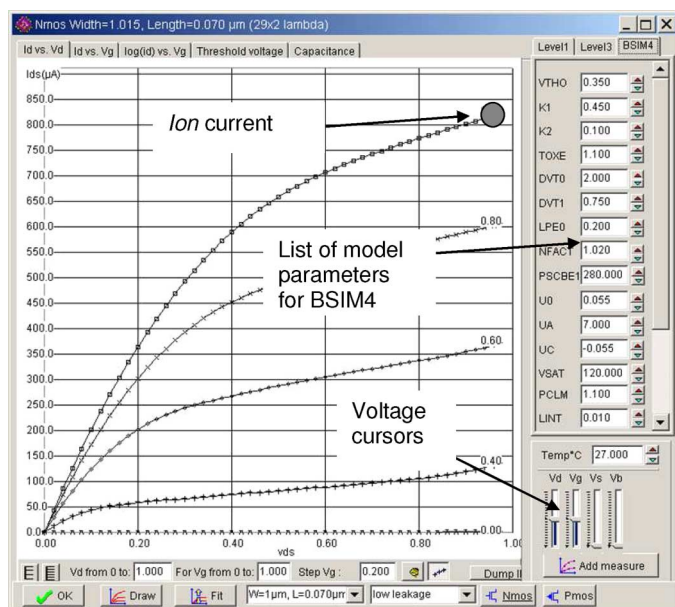 Nmos Width=1.015, Length=0.070 µm (29x2 lambda)
Id vs. Vd Id vs. Vg log(id) vs. Vg Threshold voltage Capacitance
Level1 Level3 BSIM4
Ids(µA)
850.0
800.0
750.0
700.0
650.0
600.0
550.0
500.0
450.0
400.0
350.0
300.0
250.0
200.0
150.0
100.0
50.0
0.0
0.00 0.20 0.40 0.60 0.80 1.00
vds
Ion current
List of model
parameters
for BSIM4
Voltage
cursors
0.80
0.60
0.40
0.00
VTHO 0.350
K1 0.450
K2 0.100
TOXE 1.100
DVT0 2.000
DVT1 0.750
LPE0 0.200
NFACT 1.020
PSCBE1 280.000
U0 0.055
UA 7.000
UC -0.055
VSAT 120.000
PCLM 1.100
LINT 0.010
Temp°C 27.000
Vd Vg Vs Vb
Add measure
Vd from 0 to: 1.000 For Vg from 0 to: 1.000 Step Vg : 0.200
OK Draw Fit W=1µm, L=0.070µm low leakage Nmos Pmos